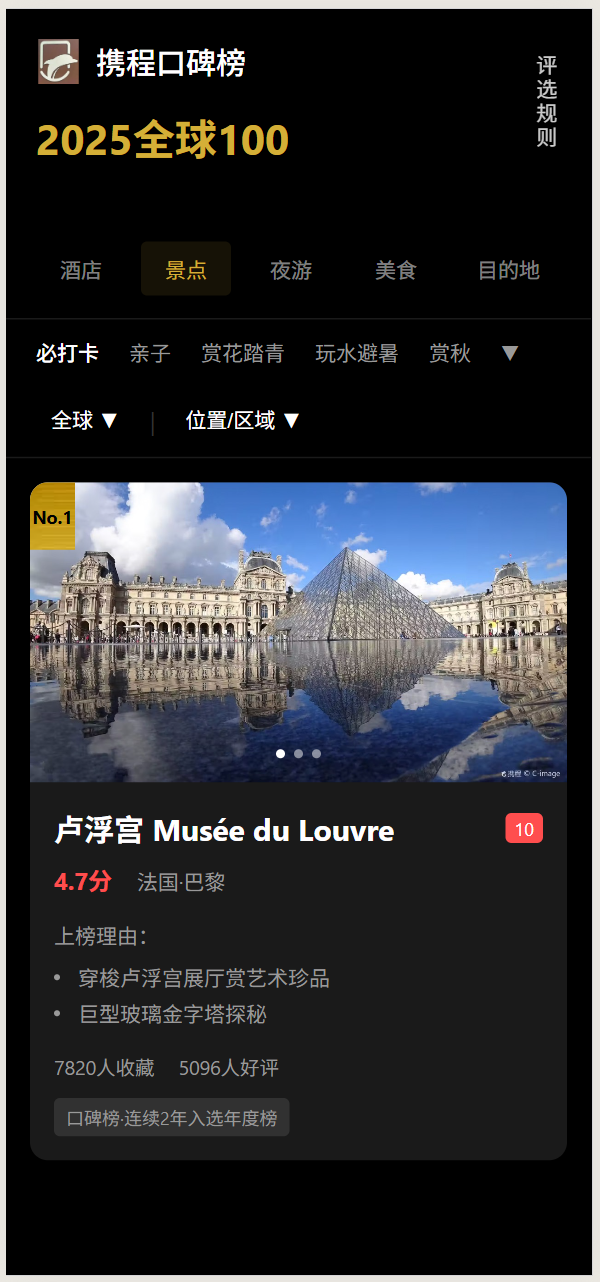 携程口碑榜
评选规则
2025全球100
酒店 景点 夜游 美食 目的地
必打卡 亲子 赏花踏青 玩水避暑 赏秋 ▼
全球 ▼ | 位置/区域 ▼
No.1
携程 © C-image
卢浮宫 Musée du Louvre
10
4.7分 法国·巴黎
上榜理由：
• 穿梭卢浮宫展厅赏艺术珍品
• 巨型玻璃金字塔探秘
7820人收藏 5096人好评
口碑榜·连续2年入选年度榜